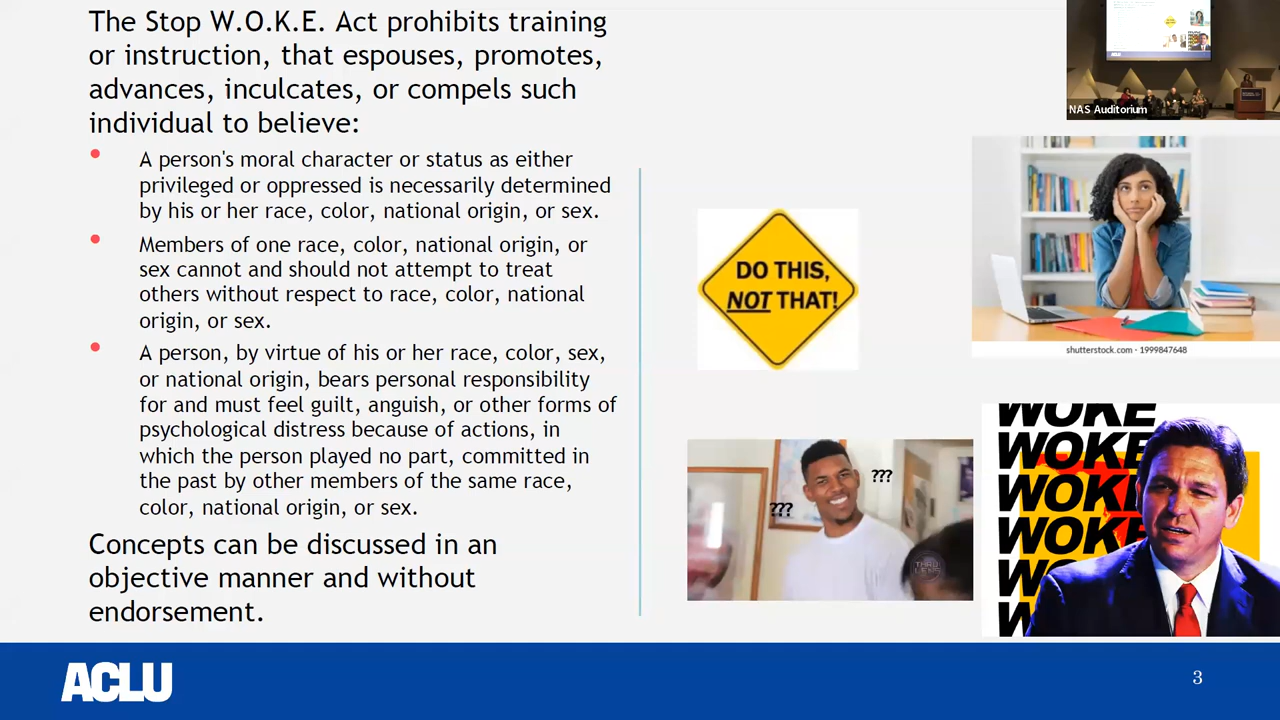 The Stop W.O.K.E. Act prohibits training
or instruction, that espouses, promotes,
advances, inculcates, or compels such
individual to believe:
• A person's moral character or status as either
privileged or oppressed is necessarily determined
by his or her race, color, national origin, or sex.
• Members of one race, color, national origin, or
sex cannot and should not attempt to treat
others without respect to race, color, national
origin, or sex.
• A person, by virtue of his or her race, color, sex,
or national origin, bears personal responsibility
for and must feel guilt, anguish, or other forms of
psychological distress because of actions, in
which the person played no part, committed in
the past by other members of the same race,
color, national origin, or sex.
Concepts can be discussed in an
objective manner and without
endorsement.
DO THIS,
NOT THAT!
???
???
THRU
LENS
NAS Auditorium
shutterstock.com · 1999847648
WOKE
WOKE
WOKE
WOKE
WO
W
ACLU
3